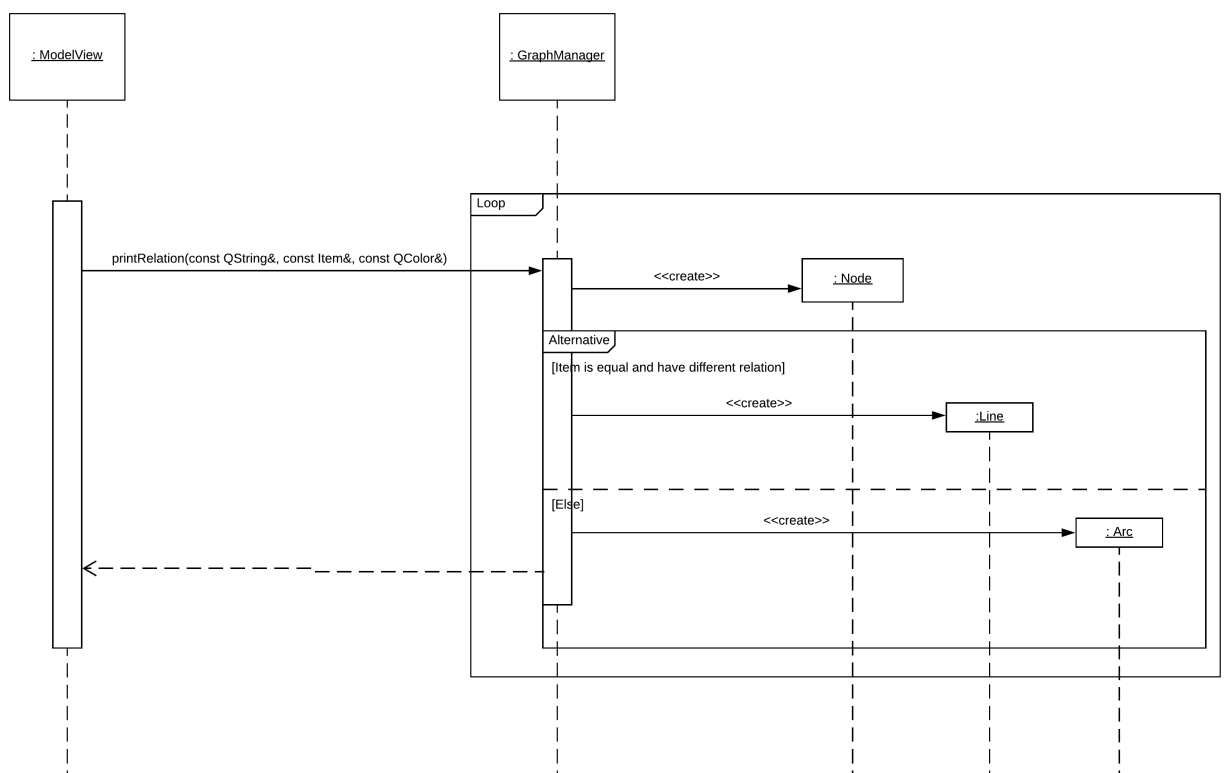 : ModelView
: GraphManager
Loop
printRelation(const QString&, const Item&, const QColor&)
<<create>>
: Node
Alternative
[Item is equal and have different relation]
<<create>>
:Line
[Else]
<<create>>
: Arc